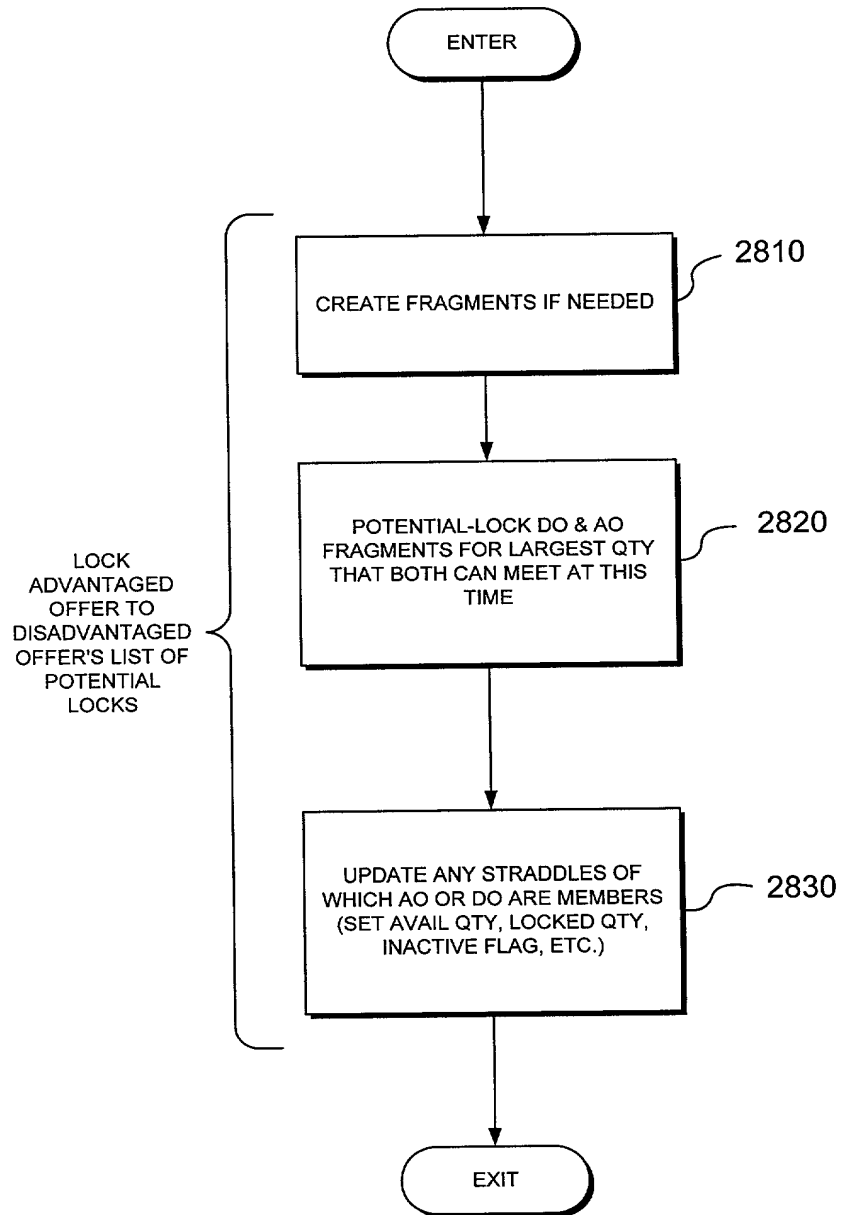 ENTER
2810
CREATE FRAGMENTS IF NEEDED
2820
POTENTIAL-LOCK DO & AO
FRAGMENTS FOR LARGEST QTY
THAT BOTH CAN MEET AT THIS
TIME
LOCK
ADVANTAGED
OFFER TO
DISADVANTAGED
OFFER'S LIST OF
POTENTIAL
LOCKS
2830
UPDATE ANY STRADDLES OF
WHICH AO OR DO ARE MEMBERS
(SET AVAIL QTY, LOCKED QTY,
INACTIVE FLAG, ETC.)
EXIT